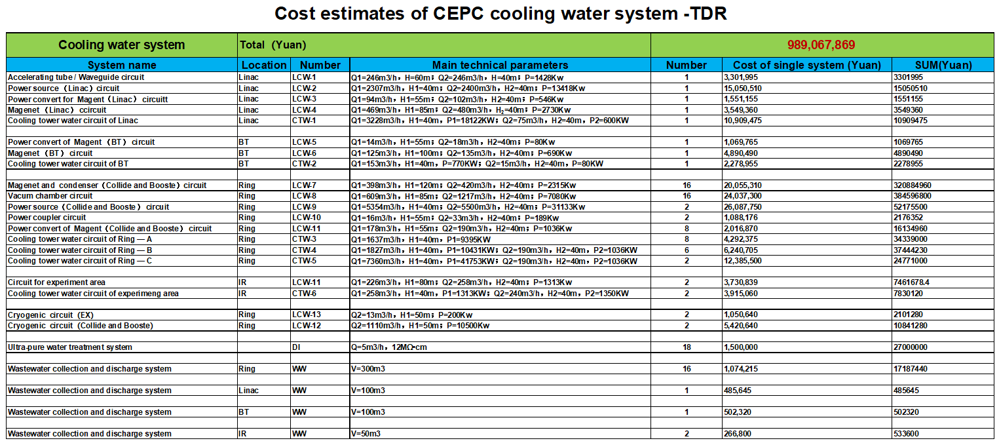 Cost estimates of CEPC cooling water system -TDR
Cooling water system Total（Yuan） 989,067,869
System name Location Number Main technical parameters Number Cost of single system (Yuan) SUM(Yuan)
Accelerating tube / Waveguide circuit Linac LCW-1 Q1=246m3/h，H=60m；Q2=246m3/h，H=40m；P=1428Kw 1 3,301,995 3301995
Power source（Linac）circuit Linac LCW-2 Q1=2307m3/h，H1=40m；Q2=2400m3/h，H2=40m；P=13418Kw 1 15,050,510 15050510
Power convert for Magent（Linac）circuitt Linac LCW-3 Q1=94m3/h，H1=55m；Q2=102m3/h，H2=40m；P=546Kw 1 1,551,155 1551155
Magenet（Linac）ccircuit Linac LCW-4 Q1=469m3/h，H1=85m；Q2=480m3/h，H₂=40m；P=2730Kw 1 3,549,360 3549360
Cooling tower water circuit of Linac Linac CTW-1 Q1=3228m3/h，H1=40m，P1=18122KW；Q2=75m3/h，H2=40m，P2=600KW 1 10,909,475 10909475
Power convert of Magent（BT）circuit BT LCW-5 Q1=14m3/h，H1=55m；Q2=18m3/h，H2=40m；P=80Kw 1 1,069,765 1069765
Magenet（BT）circuit BT LCW-6 Q1=125m3/h，H1=100m；Q2=135m3/h，H2=40m；P=690Kw 1 4,890,490 4890490
Cooling tower water circuit of BT BT CTW-2 Q1=153m3/h，H1=40m，P=770KW；Q2=15m3/h，H2=40m，P=80KW 1 2,278,955 2278955
Magenet and condenser（Collide and Booste）circuit Ring LCW-7 Q1=398m3/h，H1=120m；Q2=420m3/h，H2=40m；P=2315Kw 16 20,055,310 320884960
Vacum chamber circuit Ring LCW-8 Q1=609m3/h，H1=85m；Q2=1217m3/h，H2=40m；P=7080Kw 16 24,037,300 384596800
Power source（Collide and Booste）circuit Ring LCW-9 Q1=5354m3/h，H1=40m；Q2=5500m3/h，H2=40m；P=31133Kw 2 26,087,750 52175500
Power coupler circuit Ring LCW-10 Q1=16m3/h，H1=55m；Q2=33m3/h，H2=40m；P=189Kw 2 1,088,176 2176352
Power convert of Magent（Collide and Booste）circuit Ring LCW-11 Q1=178m3/h，H1=55m；Q2=190m3/h，H2=40m；P=1036Kw 8 2,016,870 16134960
Cooling tower water circuit of Ring — A Ring CTW-3 Q1=1637m3/h，H1=40m，P1=9395KW 8 4,292,375 34339000
Cooling tower water circuit of Ring — B Ring CTW-4 Q1=1827m3/h，H1=40m，P1=10431KW；Q2=190m3/h，H2=40m，P2=1036KW 6 6,240,705 37444230
Cooling tower water circuit of Ring — C Ring CTW-5 Q1=7360m3/h，H1=40m，P1=41753KW；Q2=190m3/h，H2=40m，P2=1036KW 2 12,385,500 24771000
Circuit for experiment area IR LCW-11 Q1=226m3/h，H1=80m；Q2=258m3/h，H2=40m；P=1313Kw 2 3,730,839 7461678.4
Cooling tower water circuit of experimeng area IR CTW-6 Q1=258m3/h，H1=40m，P1=1313KW；Q2=240m3/h，H2=40m，P2=1350KW 2 3,915,060 7830120
Cryogenic circuit (EX) Ring LCW-13 Q2=13m3/h，H1=50m；P=200Kw 2 1,050,640 2101280
Cryogenic circuit (Collide and Booste) Ring LCW-12 Q2=1110m3/h，H1=50m；P=10500Kw 2 5,420,640 10841280
Ultra-pure water treatment system DI Q=5m3/h，12MΩ•cm 18 1,500,000 27000000
Wastewater collection and discharge system Ring WW V=300m3 16 1,074,215 17187440
Wastewater collection and discharge system Linac WW V=100m3 1 485,645 485645
Wastewater collection and discharge system BT WW V=100m3 1 502,320 502320
Wastewater collection and discharge system IR WW V=50m3 2 266,800 533600